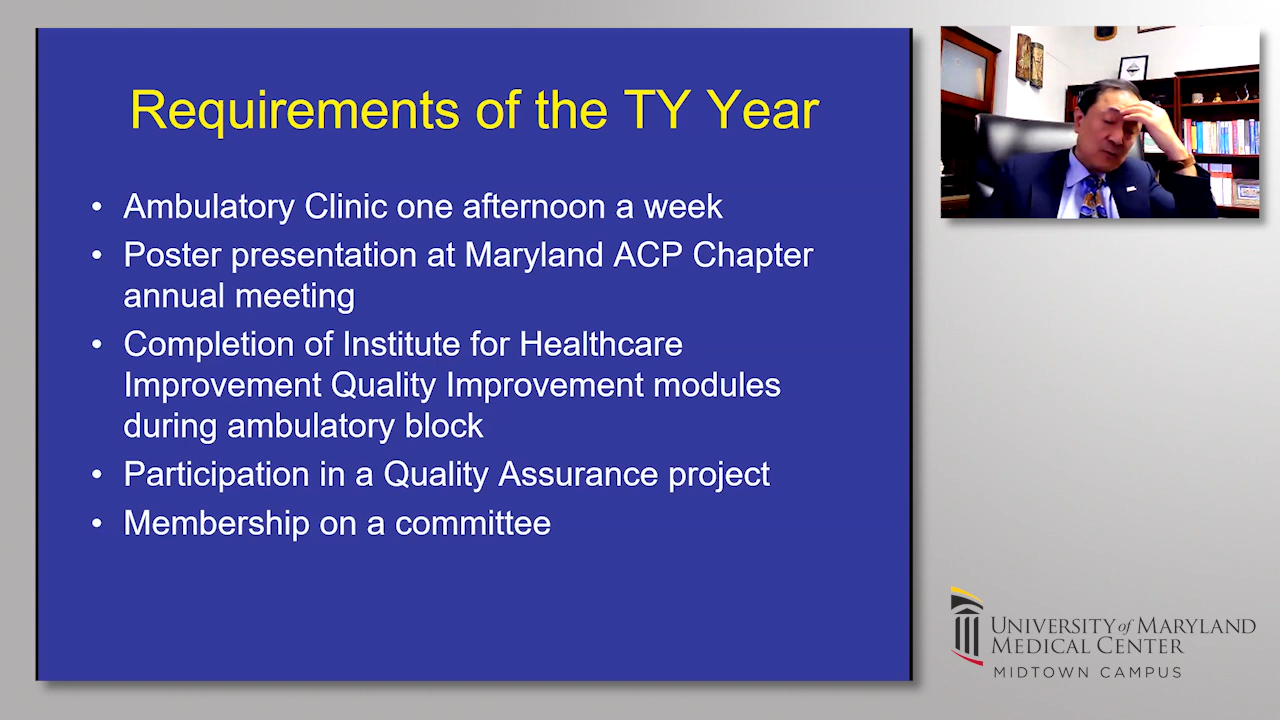 Requirements of the TY Year
• Ambulatory Clinic one afternoon a week
• Poster presentation at Maryland ACP Chapter
annual meeting
• Completion of Institute for Healthcare
Improvement Quality Improvement modules
during ambulatory block
• Participation in a Quality Assurance project
• Membership on a committee
UNIVERSITY of MARYLAND
MEDICAL CENTER
MIDTOWN CAMPUS